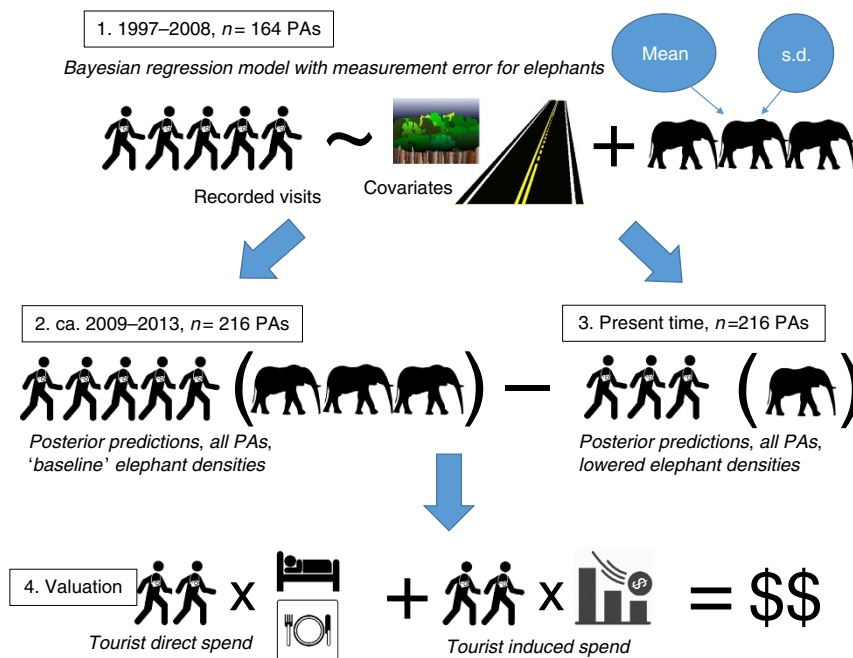 1. 1997–2008, n= 164 PAs
Bayesian regression model with measurement error for elephants
Mean
s.d.
~
+
Recorded visits
Covariates
2. ca. 2009–2013, n= 216 PAs
3. Present time, n=216 PAs
( ) – ( )
Posterior predictions, all PAs,
‘baseline’ elephant densities
Posterior predictions, all PAs,
lowered elephant densities
4. Valuation
x + x $ = $$
Tourist direct spend
Tourist induced spend